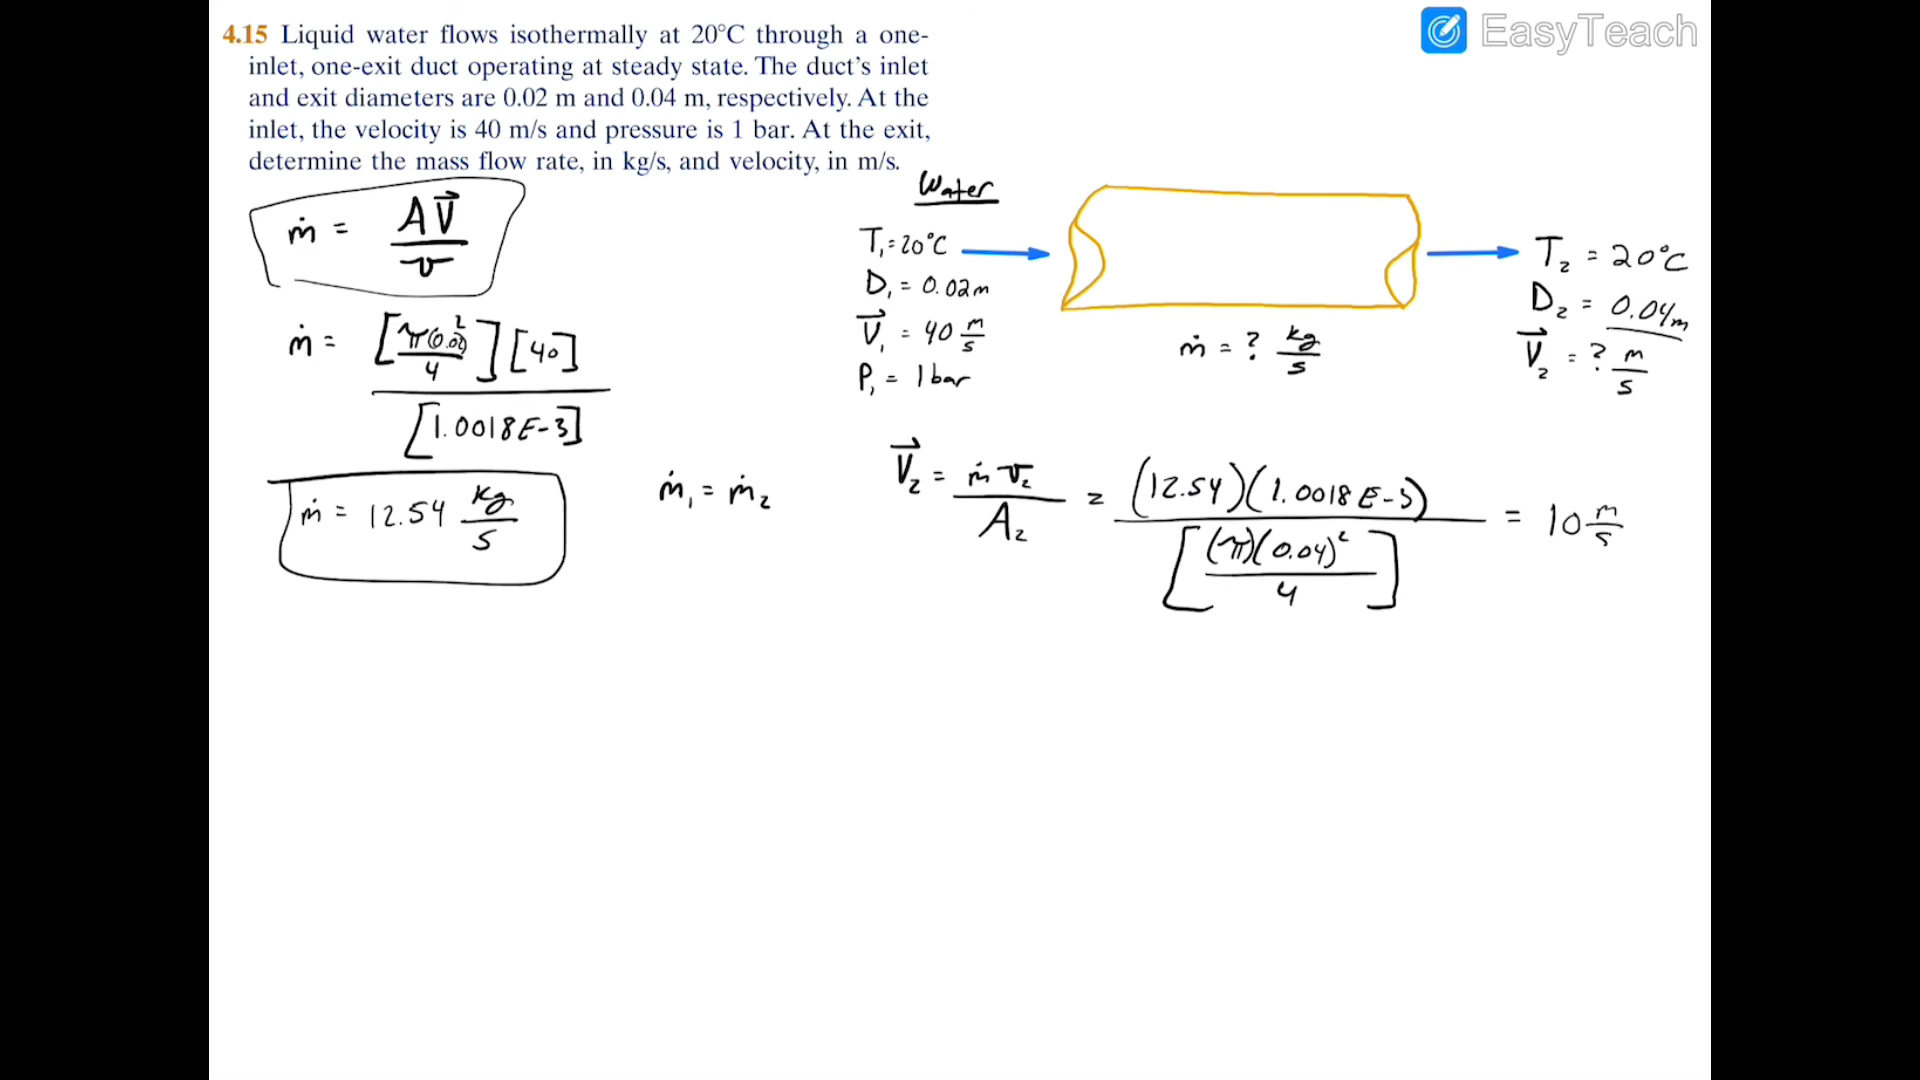 EasyTeach
4.15 Liquid water flows isothermally at 20°C through a one-
inlet, one-exit duct operating at steady state. The duct's inlet
and exit diameters are 0.02 m and 0.04 m, respectively. At the
inlet, the velocity is 40 m/s and pressure is 1 bar. At the exit,
determine the mass flow rate, in kg/s, and velocity, in m/s.
ṁ = AV⃗ / v
ṁ = [π(0.02)² / 4][40] / [1.0018E-3]
ṁ = 12.54 kg/s
Water
T₁ = 20°C
D₁ = 0.02m
V⃗₁ = 40 m/s
P₁ = 1 bar
ṁ = ? kg/s
T₂ = 20°C
D₂ = 0.04m
V⃗₂ = ? m/s
ṁ₁ = ṁ₂
V⃗₂ = ṁ v₂ / A₂ = (12.54)(1.0018E-3) / [(π)(0.04)² / 4] = 10 m/s